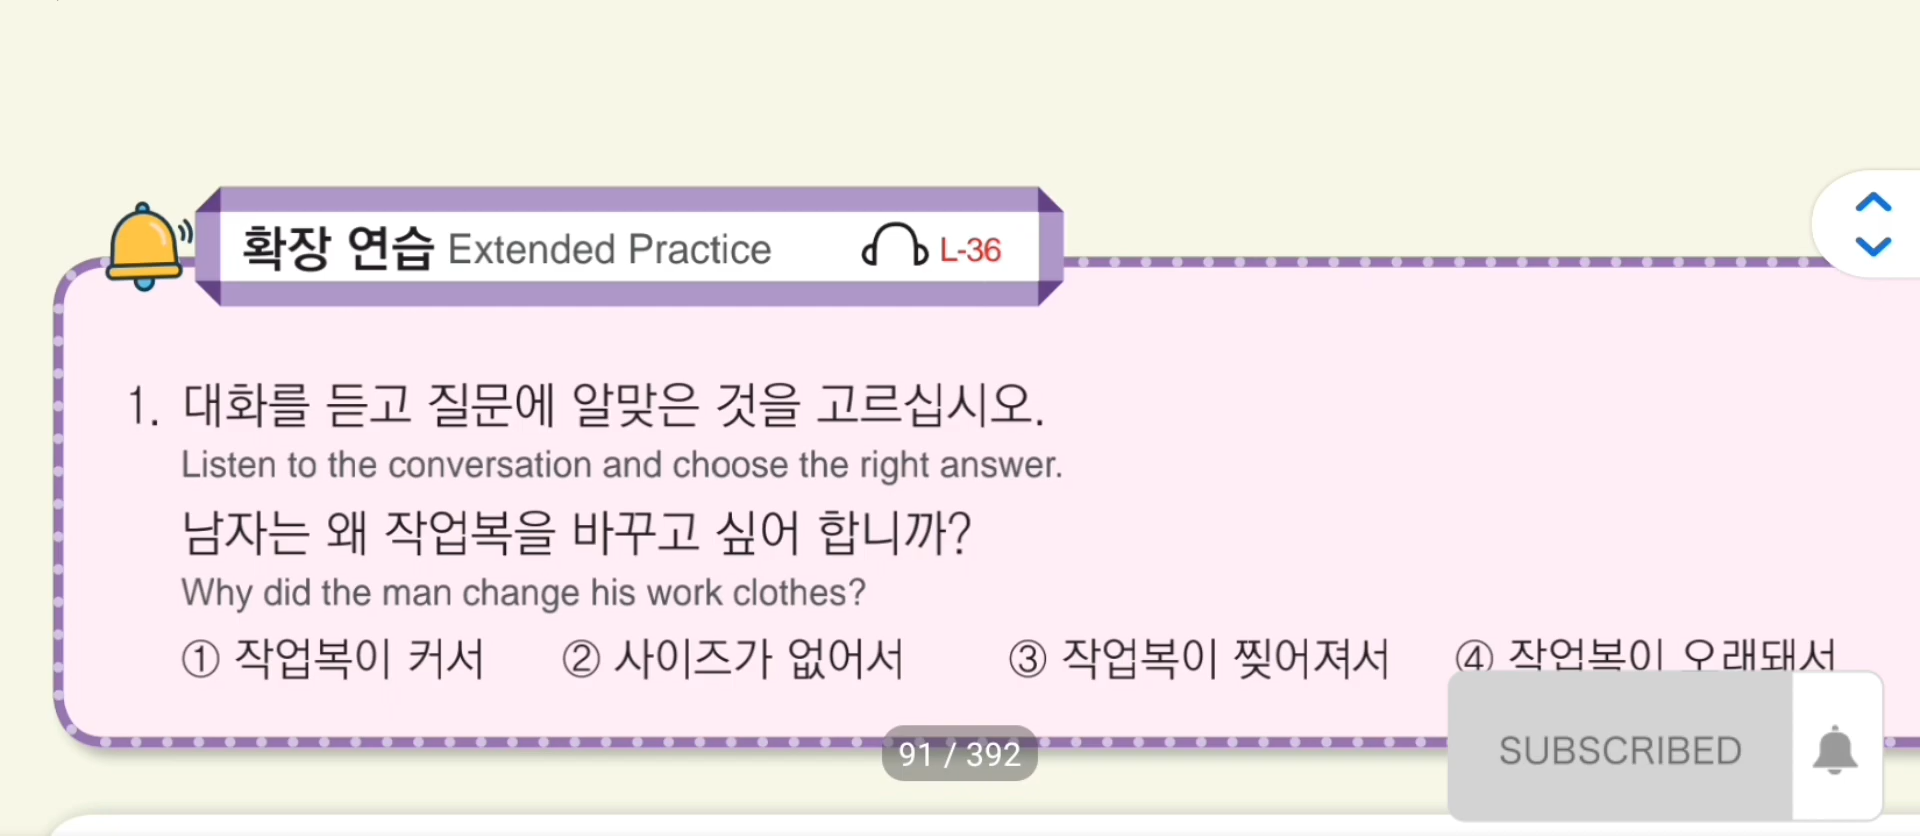 확장 연습 Extended Practice L-36
1. 대화를 듣고 질문에 알맞은 것을 고르십시오.
Listen to the conversation and choose the right answer.
남자는 왜 작업복을 바꾸고 싶어 합니까?
Why did the man change his work clothes?
① 작업복이 커서 ② 사이즈가 없어서 ③ 작업복이 찢어져서 ④ 작업복이 오래돼서
91 / 392
SUBSCRIBED